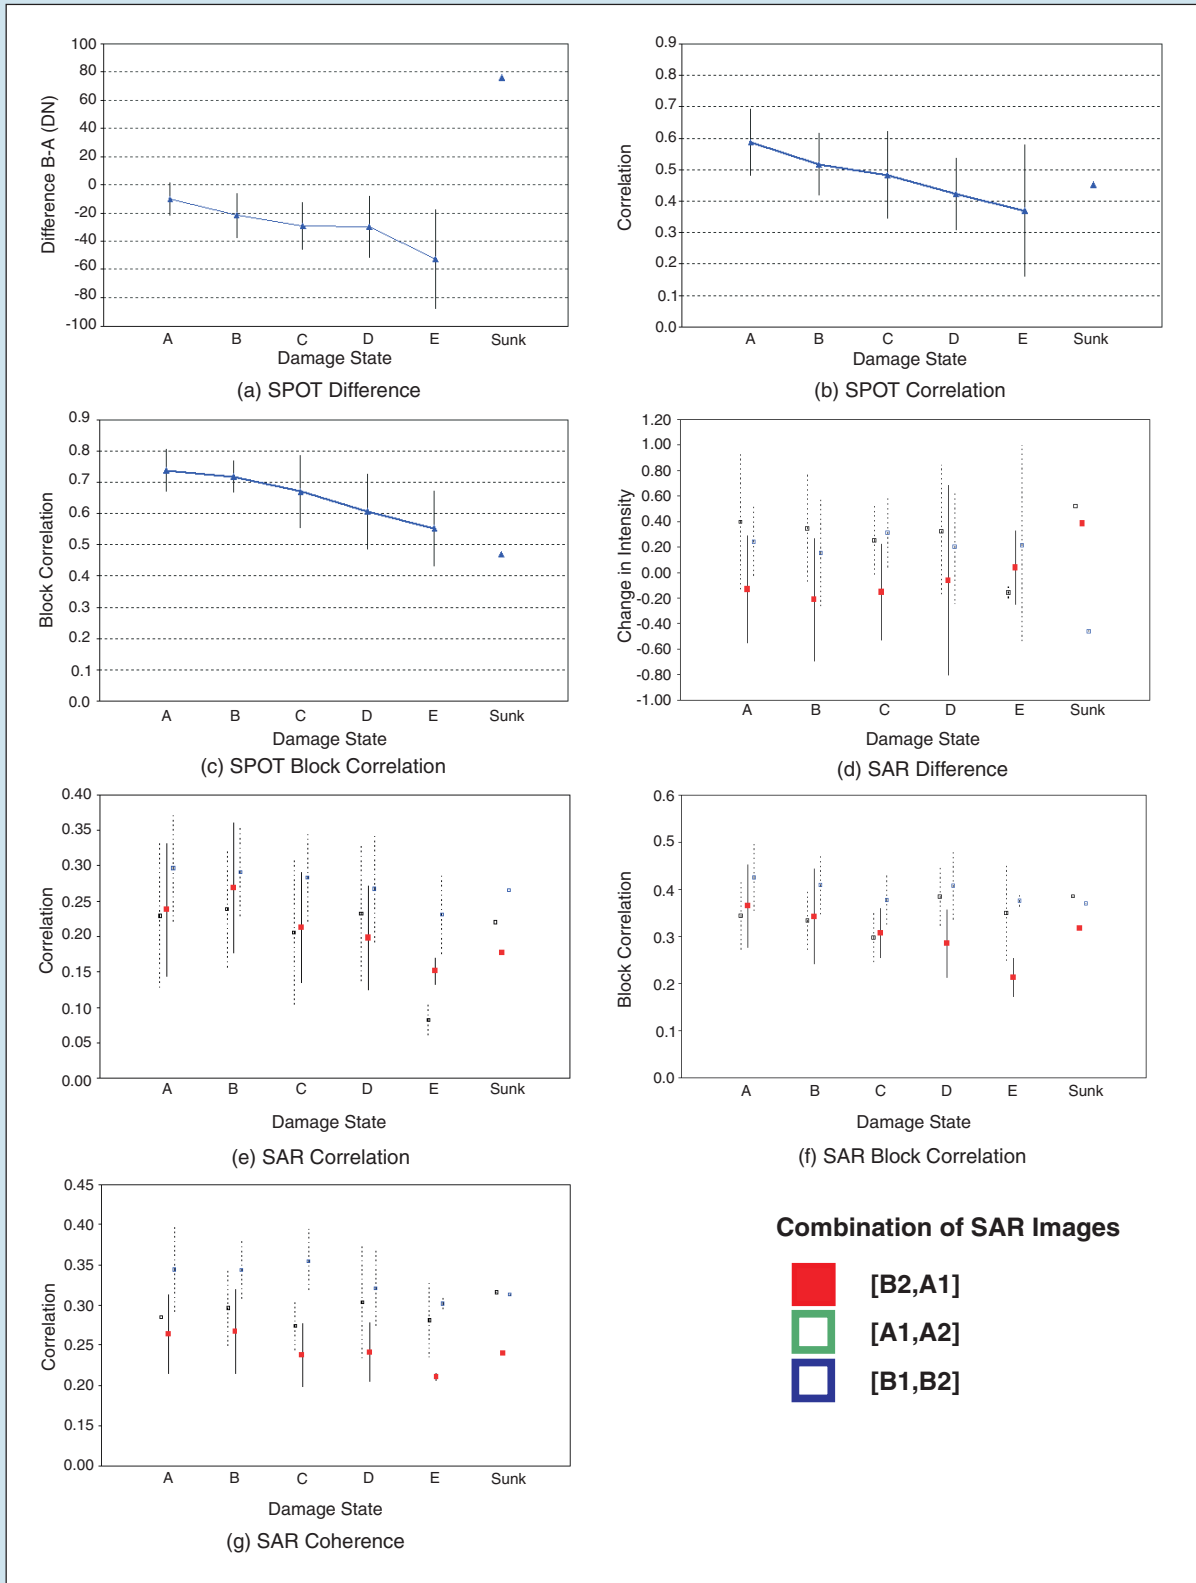 100
80
60
40
20
0
-20
-40
-60
-80
-100
Difference B-A (DN)
A B C D E Sunk
Damage State
(a) SPOT Difference
0.9
0.8
0.7
0.6
0.5
0.4
0.3
0.2
0.1
0.0
Correlation
A B C D E Sunk
Damage State
(b) SPOT Correlation
0.9
0.8
0.7
0.6
0.5
0.4
0.3
0.2
0.1
0.0
Block Correlation
A B C D E Sunk
Damage State
(c) SPOT Block Correlation
1.20
1.00
0.80
0.60
0.40
0.20
0.00
-0.20
-0.40
-0.60
-0.80
-1.00
Change in Intensity
A B C D E Sunk
Damage State
(d) SAR Difference
0.40
0.35
0.30
0.25
0.20
0.15
0.10
0.05
0.00
Correlation
A B C D E Sunk
Damage State
(e) SAR Correlation
0.6
0.5
0.4
0.3
0.2
0.1
0.0
Block Correlation
A B C D E Sunk
Damage State
(f) SAR Block Correlation
0.45
0.40
0.35
0.30
0.25
0.20
0.15
0.00
Correlation
A B C D E Sunk
Damage State
(g) SAR Coherence
Combination of SAR Images
[B2,A1]
[A1,A2]
[B1,B2]